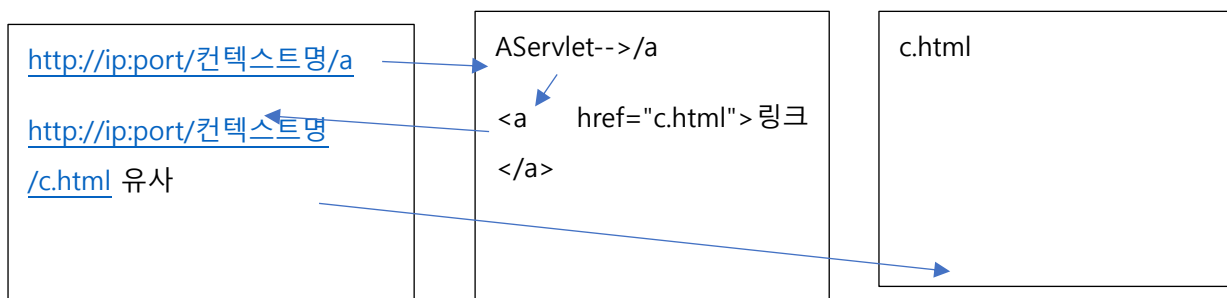 http://ip:port/컨텍스트명/a
http://ip:port/컨텍스트명
/c.html 유사
AServlet-->/a
<a href="c.html">링크
</a>
c.html